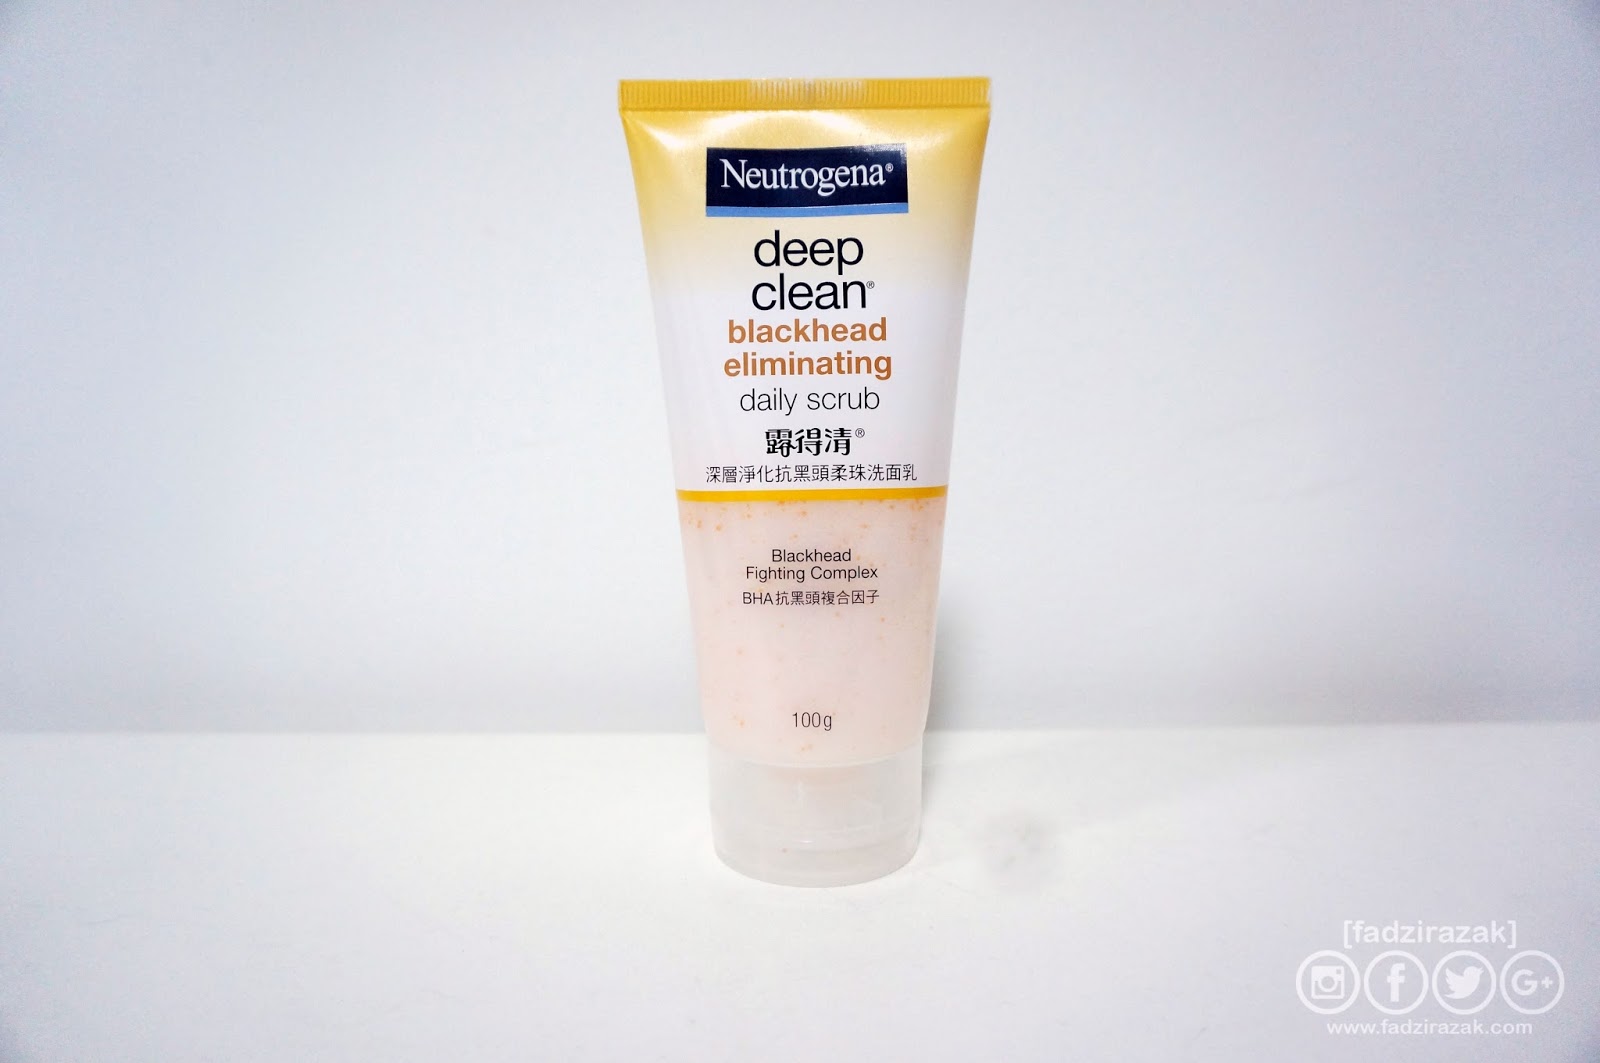 Neutrogena®
deep
clean®
blackhead
eliminating
daily scrub
露得清®
深層淨化抗黑頭柔珠洗面乳
Blackhead
Fighting Complex
BHA抗黑頭複合因子
100g
[fadzirazak]
www.fadzirazak.com